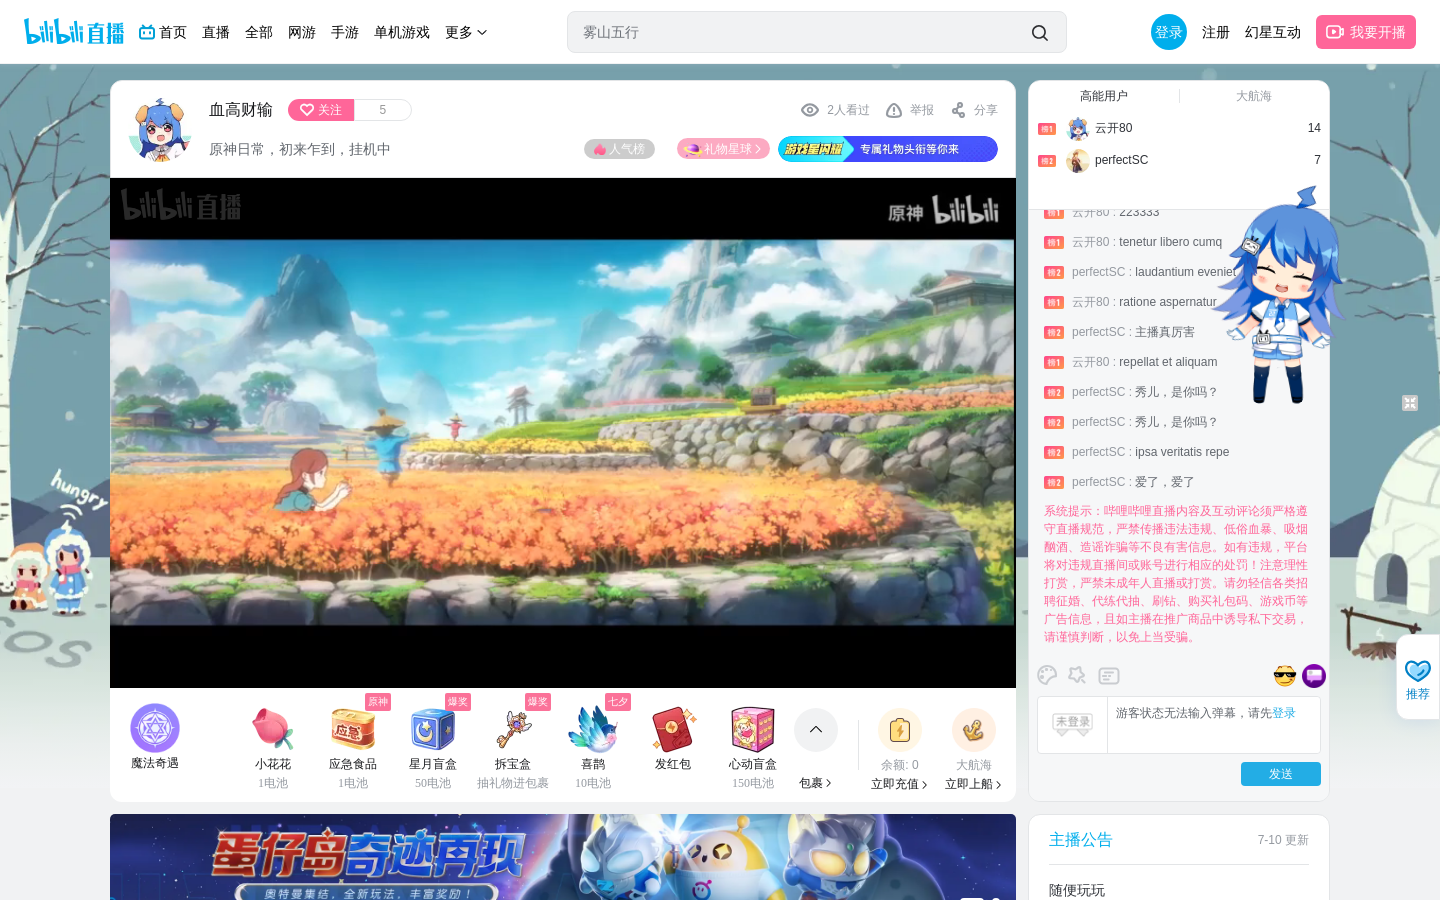 bilibili直播 首页 直播 全部 网游 手游 单机游戏 更多 雾山五行 登录 注册 幻星互动 我要开播
血高财输 关注 5 2人看过 举报 分享
原神日常，初来乍到，挂机中 人气榜 礼物星球 游戏星闪耀 专属礼物头衔等你来
bilibili直播
原神 bilibili
高能用户 大航海
榜1 云开80 14
榜2 perfectSC 7
榜1 云开80 : 223333
榜1 云开80 : tenetur libero cumq
榜2 perfectSC : laudantium eveniet
榜1 云开80 : ratione aspernatur
榜2 perfectSC : 主播真厉害
榜1 云开80 : repellat et aliquam
榜2 perfectSC : 秀儿，是你吗？
榜2 perfectSC : 秀儿，是你吗？
榜2 perfectSC : ipsa veritatis repe
榜2 perfectSC : 爱了，爱了
系统提示：哔哩哔哩直播内容及互动评论须严格遵
守直播规范，严禁传播违法违规、低俗血暴、吸烟
酗酒、造谣诈骗等不良有害信息。如有违规，平台
将对违规直播间或账号进行相应的处罚！注意理性
打赏，严禁未成年人直播或打赏。请勿轻信各类招
聘征婚、代练代抽、刷钻、购买礼包码、游戏币等
广告信息，且如主播在推广商品中诱导私下交易，
请谨慎判断，以免上当受骗。
hungry
SOS
推荐
未登录 游客状态无法输入弹幕，请先登录
发送
原神 爆奖 爆奖 七夕
应急
魔法奇遇 小花花 应急食品 星月盲盒 拆宝盒 喜鹊 发红包 心动盲盒 余额: 0 大航海
1电池 1电池 50电池 抽礼物进包裹 10电池 150电池 包裹 立即充值 立即上船
蛋仔岛奇迹再现
奥特曼集结，全新玩法，丰富奖励！
主播公告 7-10 更新
随便玩玩